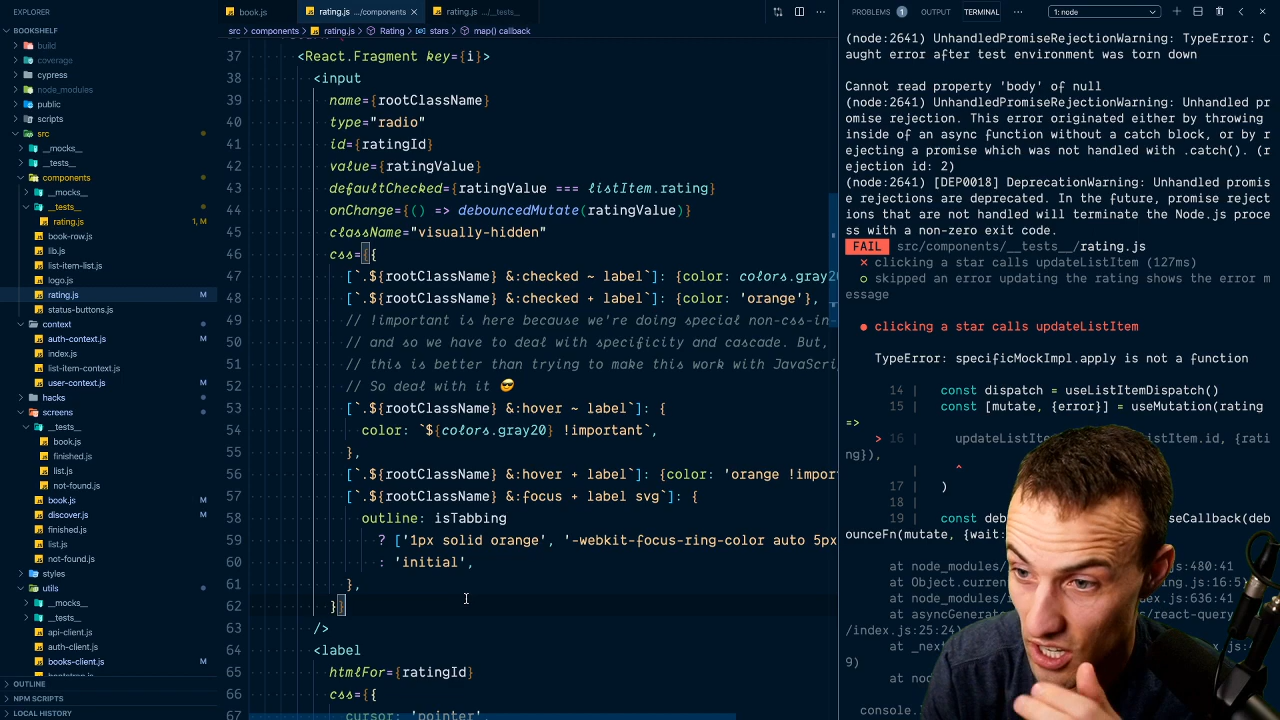 EXPLORER
BOOKSHELF
build
coverage
cypress
node_modules
public
scripts
src
__mocks__
__tests__
components
__mocks__
__tests__
rating.js 1, M
book-row.js
lib.js
list-item-list.js
logo.js
rating.js M
status-buttons.js
context
auth-context.js M
index.js
list-item-context.js
user-context.js M
hacks
screens
__tests__
book.js
finished.js
list.js
not-found.js
book.js M
discover.js M
finished.js
list.js
not-found.js
styles
utils
__mocks__
__tests__
api-client.js
auth-client.js
books-client.js M
OUTLINE
NPM SCRIPTS
LOCAL HISTORY
book.js rating.js .../components × rating.js .../__tests__
src > components > rating.js > Rating > stars > map() callback
37 <React.Fragment key={i}>
38 <input
39 name={rootClassName}
40 type="radio"
41 id={ratingId}
42 value={ratingValue}
43 defaultChecked={ratingValue === listItem.rating}
44 onChange={() => debouncedMutate(ratingValue)}
45 className="visually-hidden"
46 css={{
47 [`.${rootClassName} &:checked ~ label`]: {color: colors.gray20
48 [`.${rootClassName} &:checked + label`]: {color: 'orange'},
49 // !important is here because we're doing special non-css-in-
50 // and so we have to deal with specificity and cascade. But,
51 // this is better than trying to make this work with JavaScri
52 // So deal with it 😎
53 [`.${rootClassName} &:hover ~ label`]: {
54 color: `${colors.gray20} !important`,
55 },
56 [`.${rootClassName} &:hover + label`]: {color: 'orange !impor
57 [`.${rootClassName} &:focus + label svg`]: {
58 outline: isTabbing
59 ? ['1px solid orange', '-webkit-focus-ring-color auto 5px
60 : 'initial',
61 },
62 }}
63 />
64 <label
65 htmlFor={ratingId}
66 css={{
67 cursor: 'pointer',
PROBLEMS 1 OUTPUT TERMINAL ··· 1: node
(node:2641) UnhandledPromiseRejectionWarning: TypeError: C
aught error after test environment was torn down
Cannot read property 'body' of null
(node:2641) UnhandledPromiseRejectionWarning: Unhandled pr
omise rejection. This error originated either by throwing
inside of an async function without a catch block, or by r
ejecting a promise which was not handled with .catch(). (r
ejection id: 2)
(node:2641) [DEP0018] DeprecationWarning: Unhandled promis
e rejections are deprecated. In the future, promise reject
ions that are not handled will terminate the Node.js proce
ss with a non-zero exit code.
FAIL src/components/__tests__/rating.js
✕ clicking a star calls updateListItem (127ms)
○ skipped an error updating the rating shows the error m
essage
● clicking a star calls updateListItem
TypeError: specificMockImpl.apply is not a function
14 | const dispatch = useListItemDispatch()
15 | const [mutate, {error}] = useMutation(rating
=>
> 16 | updateListIte istItem.id, {rati
ng}),
| ^
17 | )
18 |
19 | const deb seCallback(deb
ounceFn(mutate, {wait:
at node_modules/ js:480:41
at Object.curren ng.js:16:5)
at node_modules/ x.js:636:41
at asyncGenera s/react-query
/index.js:25:24)
at _nex
9)
at nod
console.